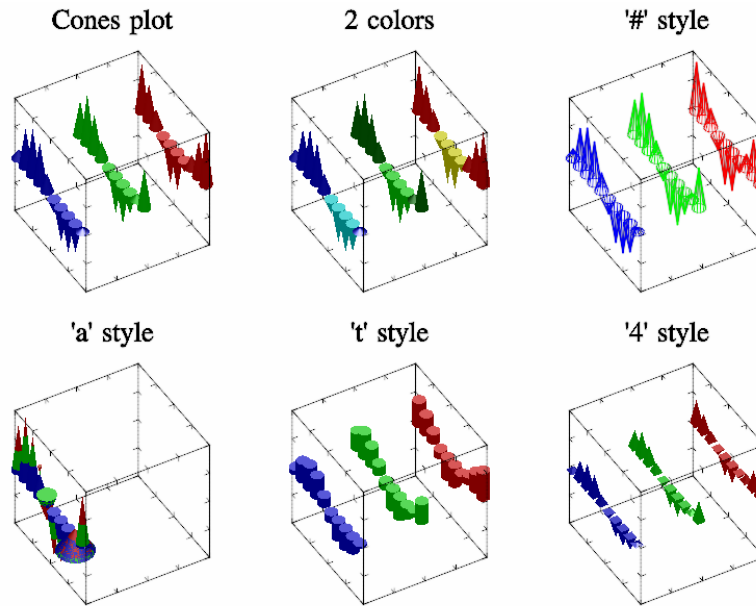 Cones plot
2 colors
'#' style
'a' style
't' style
'4' style